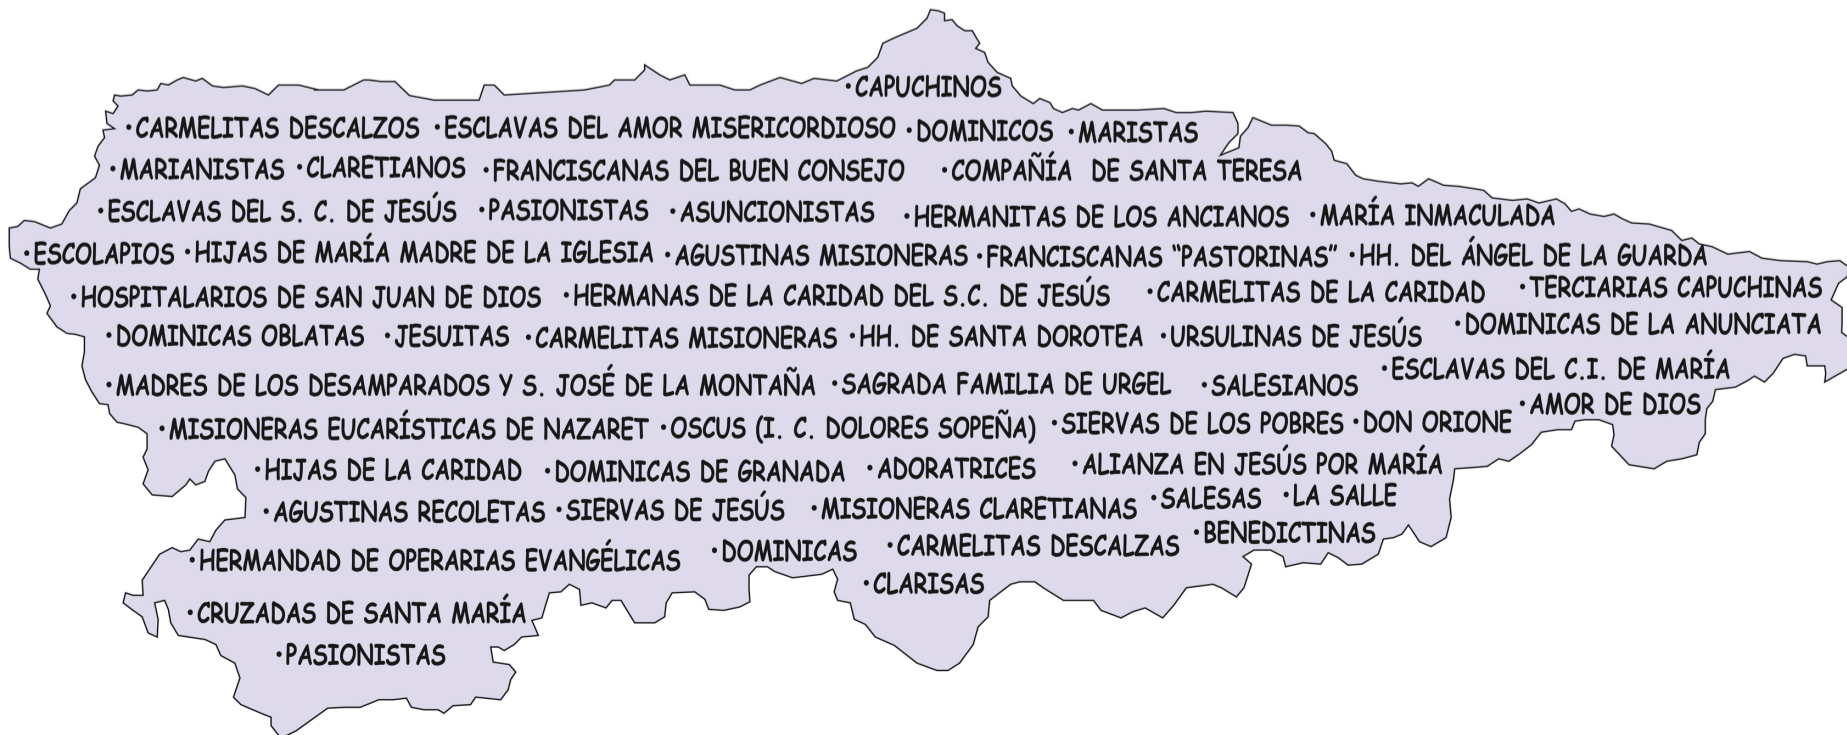 ·CAPUCHINOS
·CARMELITAS DESCALZOS ·ESCLAVAS DEL AMOR MISERICORDIOSO ·DOMINICOS ·MARISTAS
·MARIANISTAS ·CLARETIANOS ·FRANCISCANAS DEL BUEN CONSEJO ·COMPAÑÍA DE SANTA TERESA
·ESCLAVAS DEL S. C. DE JESÚS ·PASIONISTAS ·ASUNCIONISTAS ·HERMANITAS DE LOS ANCIANOS ·MARÍA INMACULADA
·ESCOLAPIOS ·HIJAS DE MARÍA MADRE DE LA IGLESIA ·AGUSTINAS MISIONERAS ·FRANCISCANAS “PASTORINAS” ·HH. DEL ÁNGEL DE LA GUARDA
·HOSPITALARIOS DE SAN JUAN DE DIOS ·HERMANAS DE LA CARIDAD DEL S.C. DE JESÚS ·CARMELITAS DE LA CARIDAD ·TERCIARIAS CAPUCHINAS
·DOMINICAS OBLATAS ·JESUITAS ·CARMELITAS MISIONERAS ·HH. DE SANTA DOROTEA ·URSULINAS DE JESÚS ·DOMINICAS DE LA ANUNCIATA
·MADRES DE LOS DESAMPARADOS Y S. JOSÉ DE LA MONTAÑA ·SAGRADA FAMILIA DE URGEL ·SALESIANOS ·ESCLAVAS DEL C.I. DE MARÍA
·MISIONERAS EUCARÍSTICAS DE NAZARET ·OSCUS (I. C. DOLORES SOPEÑA) ·SIERVAS DE LOS POBRES ·DON ORIONE ·AMOR DE DIOS
·HIJAS DE LA CARIDAD ·DOMINICAS DE GRANADA ·ADORATRICES ·ALIANZA EN JESÚS POR MARÍA
·AGUSTINAS RECOLETAS ·SIERVAS DE JESÚS ·MISIONERAS CLARETIANAS ·SALESAS ·LA SALLE
·HERMANDAD DE OPERARIAS EVANGÉLICAS ·DOMINICAS ·CARMELITAS DESCALZAS ·BENEDICTINAS
·CLARISAS
·CRUZADAS DE SANTA MARÍA
·PASIONISTAS